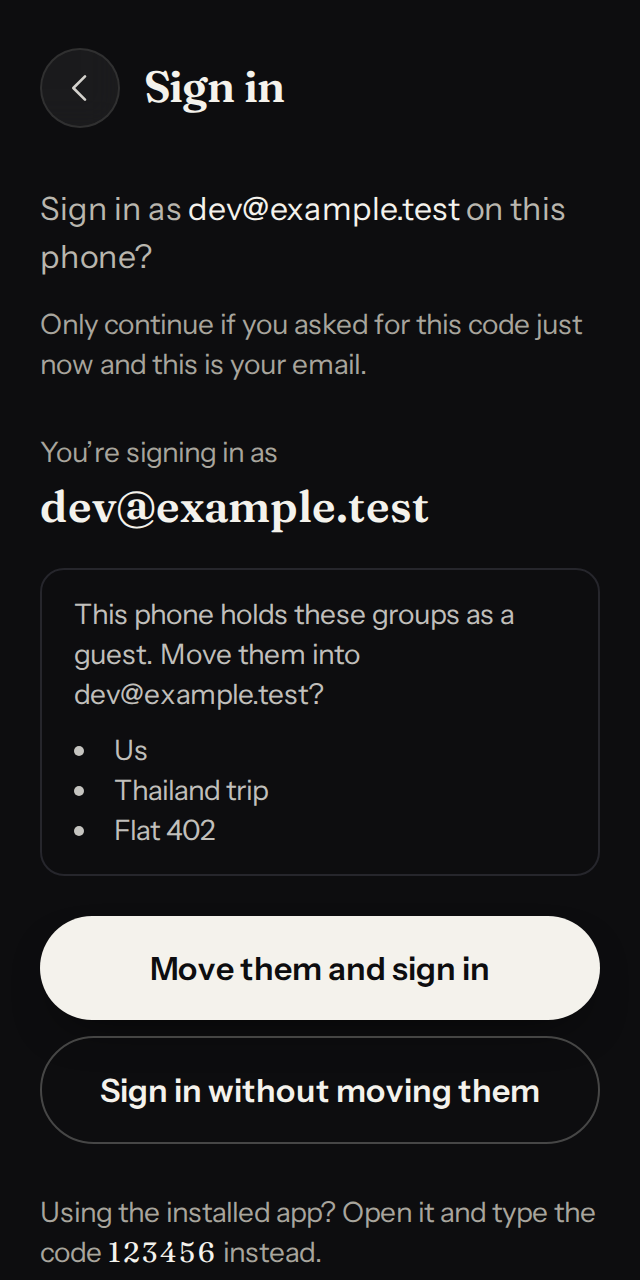 Sign in
Sign in as dev@example.test on this
phone?
Only continue if you asked for this code just
now and this is your email.
You’re signing in as
dev@example.test
This phone holds these groups as a
guest. Move them into
dev@example.test?
• Us
• Thailand trip
• Flat 402
Move them and sign in
Sign in without moving them
Using the installed app? Open it and type the
code 123456 instead.